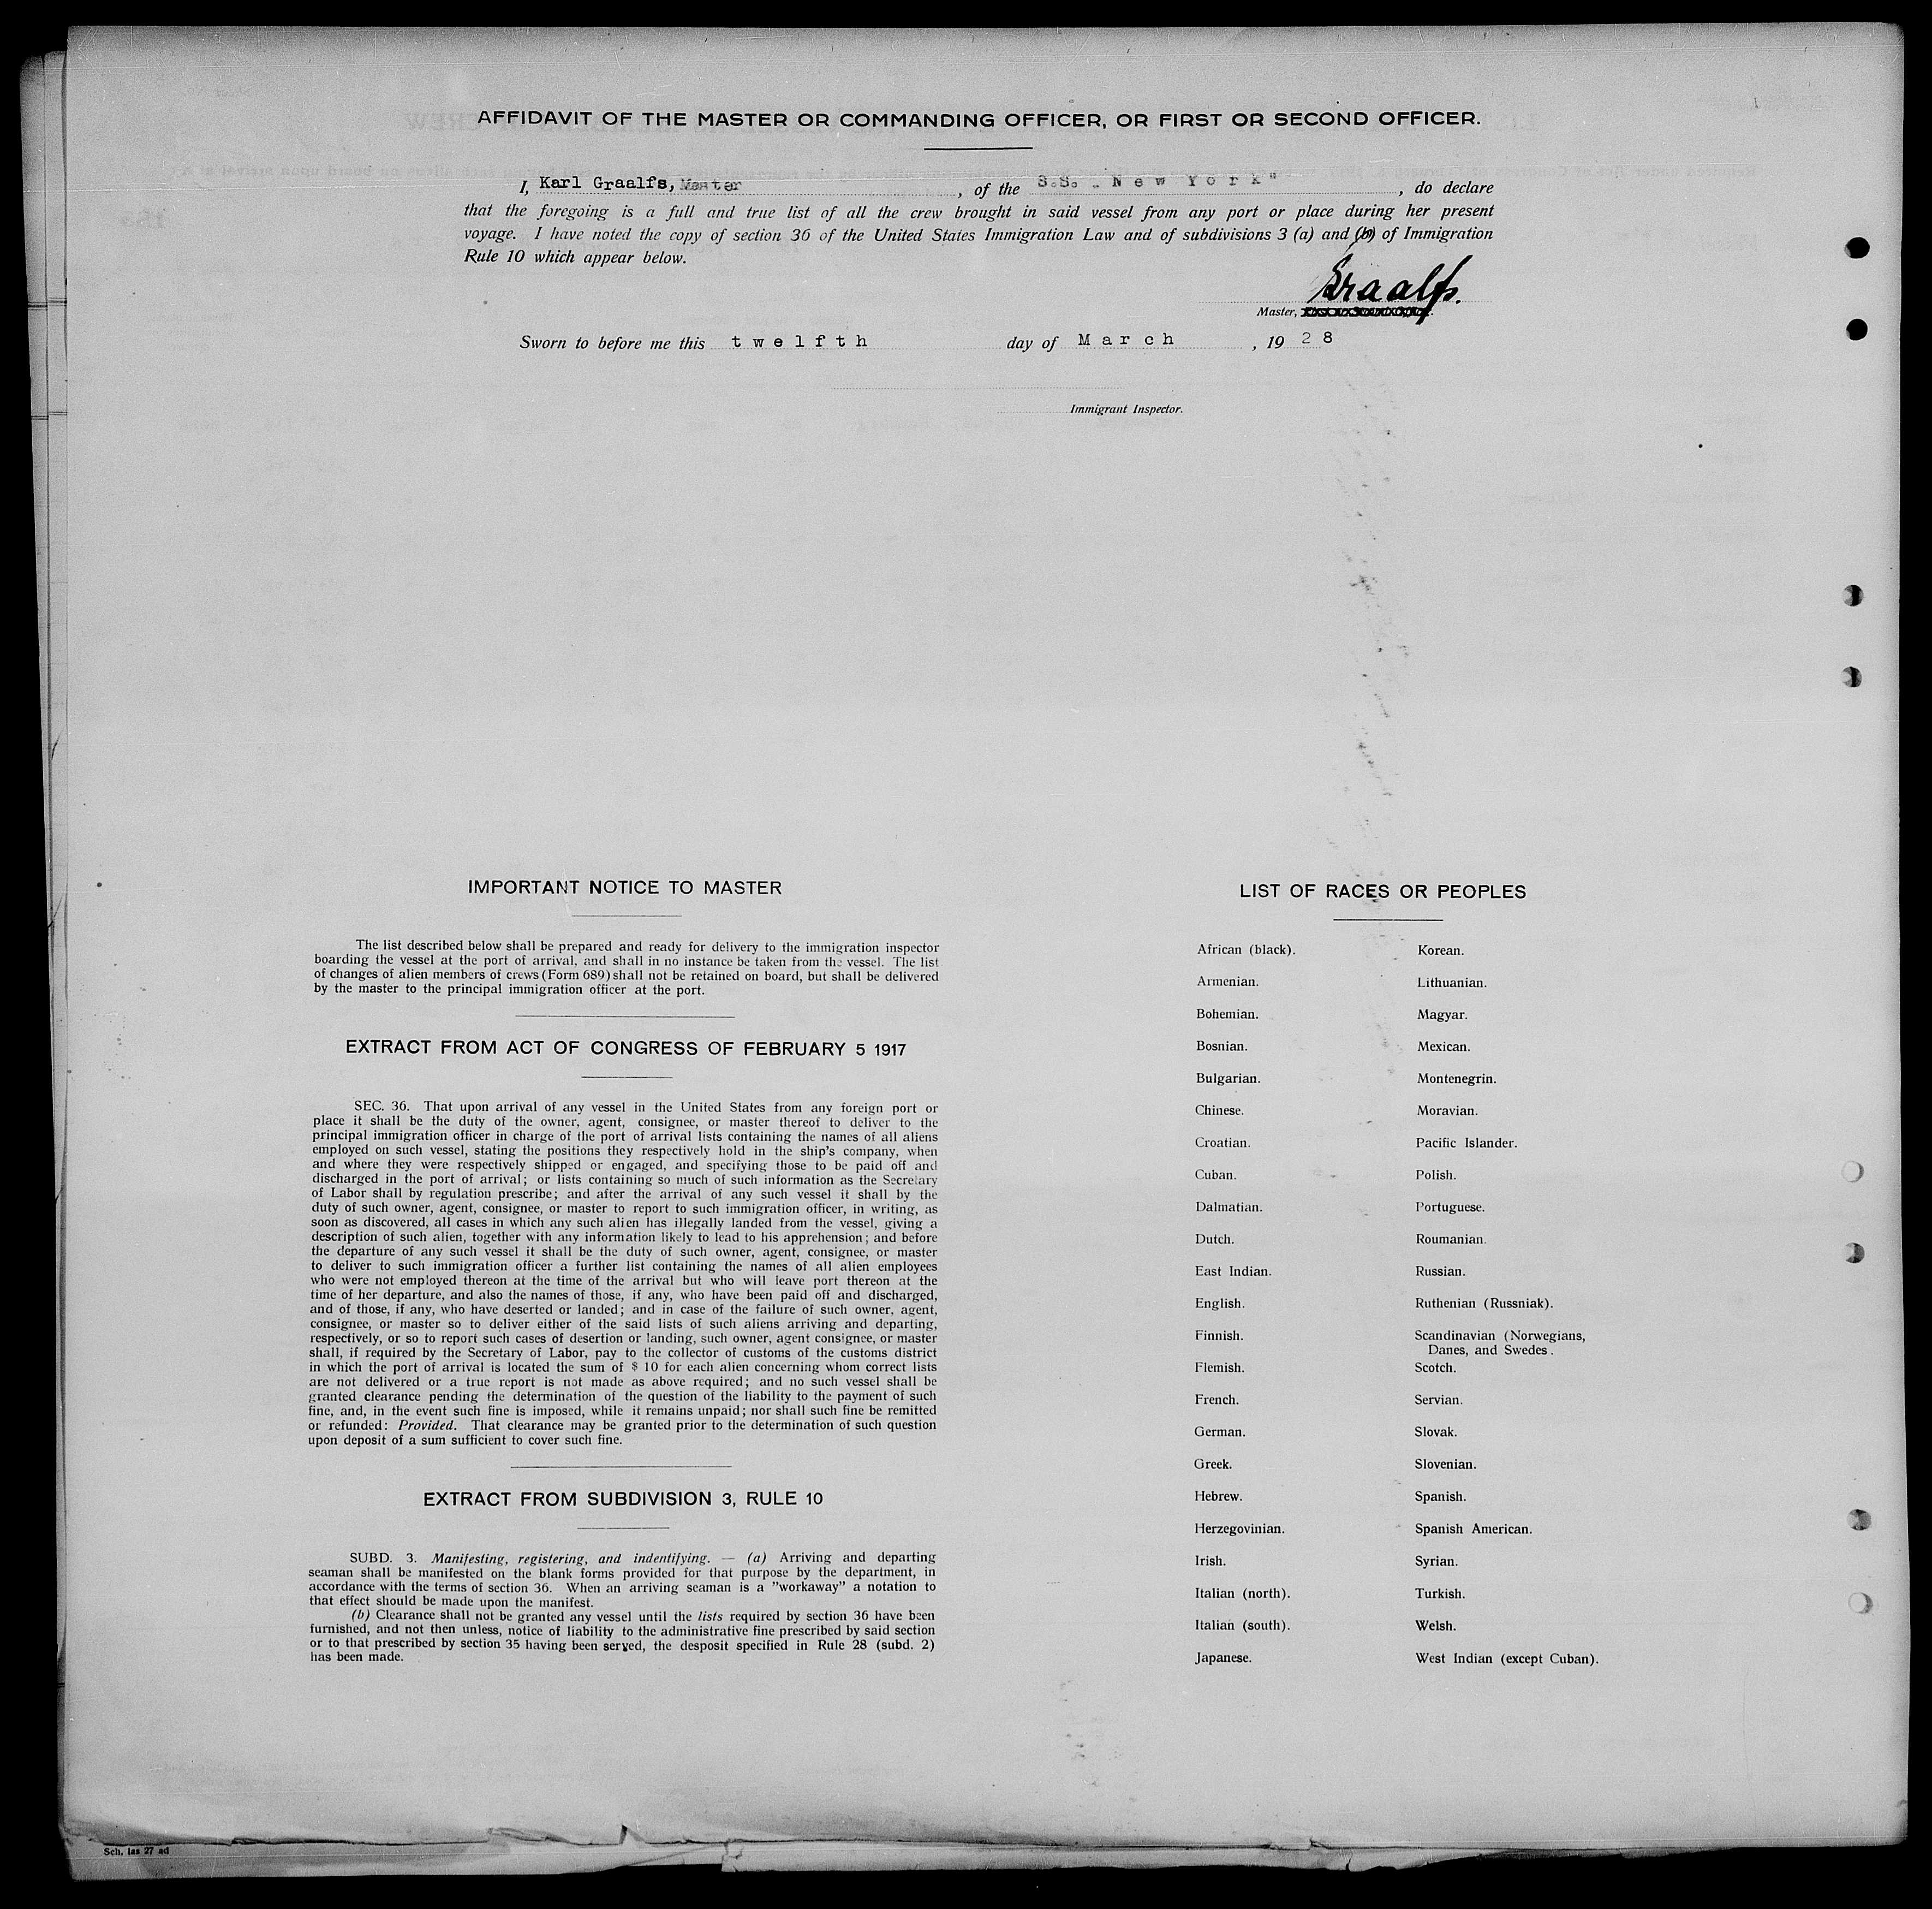 AFFIDAVIT OF THE MASTER OR COMMANDING OFFICER, OR FIRST OR SECOND OFFICER.
I, Karl Graalfs, Master , of the S.S. „New York" , do declare
that the foregoing is a full and true list of all the crew brought in said vessel from any port or place during her present
voyage. I have noted the copy of section 36 of the United States Immigration Law and of subdivisions 3 (a) and (b) of Immigration
Rule 10 which appear below.
Graalfs.
Master,
Sworn to before me this twelfth day of March , 19 28
Immigrant Inspector.
IMPORTANT NOTICE TO MASTER
The list described below shall be prepared and ready for delivery to the immigration inspector
boarding the vessel at the port of arrival, and shall in no instance be taken from the vessel. The list
of changes of alien members of crews (Form 689) shall not be retained on board, but shall be delivered
by the master to the principal immigration officer at the port.
EXTRACT FROM ACT OF CONGRESS OF FEBRUARY 5 1917
SEC. 36. That upon arrival of any vessel in the United States from any foreign port or
place it shall be the duty of the owner, agent, consignee, or master thereof to deliver to the
principal immigration officer in charge of the port of arrival lists containing the names of all aliens
employed on such vessel, stating the positions they respectively hold in the ship's company, when
and where they were respectively shipped or engaged, and specifying those to be paid off and
discharged in the port of arrival; or lists containing so much of such information as the Secretary
of Labor shall by regulation prescribe; and after the arrival of any such vessel it shall by the
duty of such owner, agent, consignee, or master to report to such immigration officer, in writing, as
soon as discovered, all cases in which any such alien has illegally landed from the vessel, giving a
description of such alien, together with any information likely to lead to his apprehension; and before
the departure of any such vessel it shall be the duty of such owner, agent, consignee, or master
to deliver to such immigration officer a further list containing the names of all alien employees
who were not employed thereon at the time of the arrival but who will leave port thereon at the
time of her departure, and also the names of those, if any, who have been paid off and discharged,
and of those, if any, who have deserted or landed; and in case of the failure of such owner, agent,
consignee, or master so to deliver either of the said lists of such aliens arriving and departing,
respectively, or so to report such cases of desertion or landing, such owner, agent consignee, or master
shall, if required by the Secretary of Labor, pay to the collector of customs of the customs district
in which the port of arrival is located the sum of $ 10 for each alien concerning whom correct lists
are not delivered or a true report is not made as above required; and no such vessel shall be
granted clearance pending the determination of the question of the liability to the payment of such
fine, and, in the event such fine is imposed, while it remains unpaid; nor shall such fine be remitted
or refunded: Provided. That clearance may be granted prior to the determination of such question
upon deposit of a sum sufficient to cover such fine.
EXTRACT FROM SUBDIVISION 3, RULE 10
SUBD. 3. Manifesting, registering, and indentifying. — (a) Arriving and departing
seaman shall be manifested on the blank forms provided for that purpose by the department, in
accordance with the terms of section 36. When an arriving seaman is a "workaway" a notation to
that effect should be made upon the manifest.
(b) Clearance shall not be granted any vessel until the lists required by section 36 have been
furnished, and not then unless, notice of liability to the administrative fine prescribed by said section
or to that prescribed by section 35 having been served, the desposit specified in Rule 28 (subd. 2)
has been made.
LIST OF RACES OR PEOPLES
African (black).
Armenian.
Bohemian.
Bosnian.
Bulgarian.
Chinese.
Croatian.
Cuban.
Dalmatian.
Dutch.
East Indian.
English.
Finnish.
Flemish.
French.
German.
Greek.
Hebrew.
Herzegovinian.
Irish.
Italian (north).
Italian (south).
Japanese.
Korean.
Lithuanian.
Magyar.
Mexican.
Montenegrin.
Moravian.
Pacific Islander.
Polish.
Portuguese.
Roumanian.
Russian.
Ruthenian (Russniak).
Scandinavian (Norwegians,
Danes, and Swedes.
Scotch.
Servian.
Slovak.
Slovenian.
Spanish.
Spanish American.
Syrian.
Turkish.
Welsh.
West Indian (except Cuban).
Sch. las 27 ad